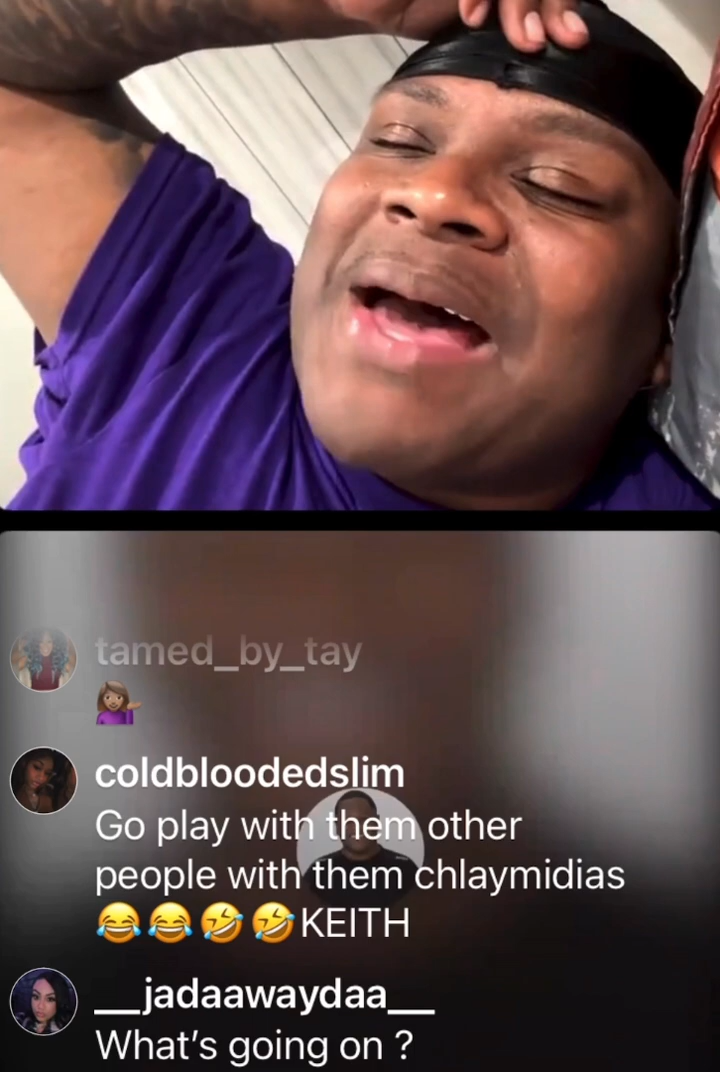 tamed_by_tay
💁🏽‍♀️
coldbloodedslim
Go play with them other
people with them chlaymidias
😂😂🤣🤣KEITH
__jadaawaydaa__
What's going on ?